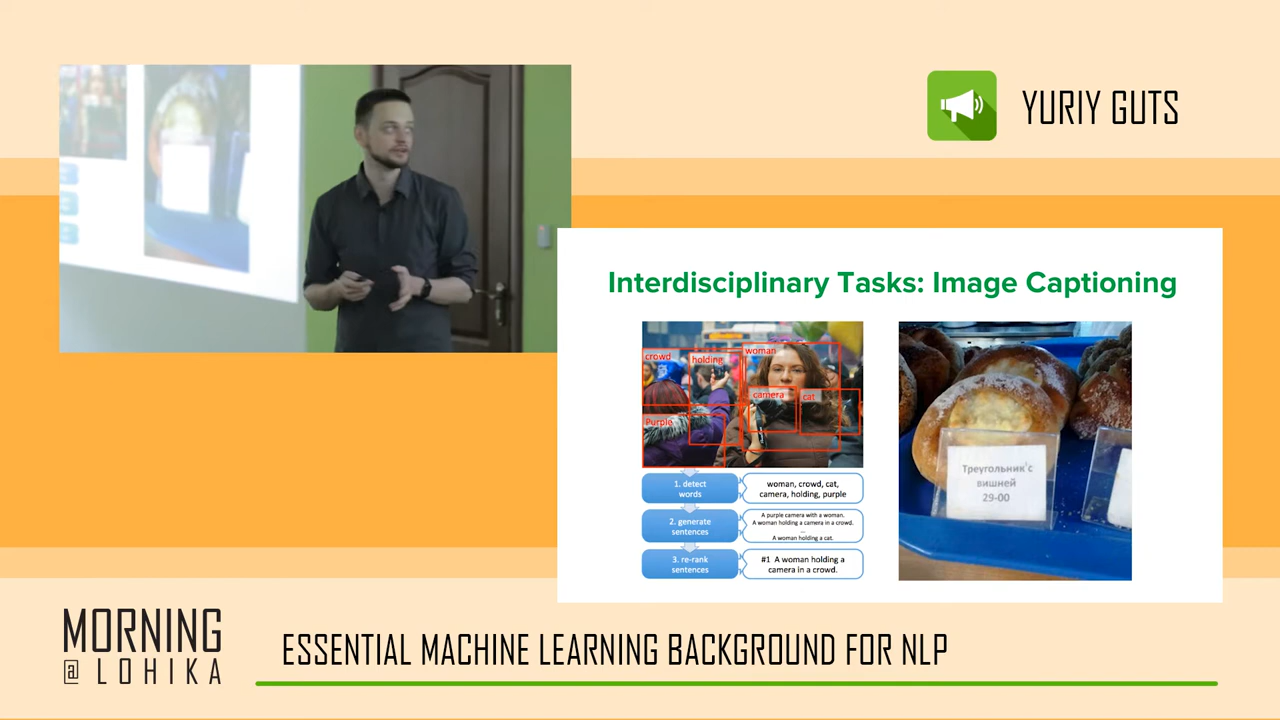 YURIY GUTS
Interdisciplinary Tasks: Image Captioning
crowd
holding
woman
camera
cat
Purple
1. detect
words
woman, crowd, cat,
camera, holding, purple
2. generate
sentences
A purple camera with a woman.
A woman holding a camera in a crowd.
...
A woman holding a cat.
3. re-rank
sentences
#1 A woman holding a
camera in a crowd.
Треугольник с
вишней
29-00
MORNING
@ LOHIKA
ESSENTIAL MACHINE LEARNING BACKGROUND FOR NLP